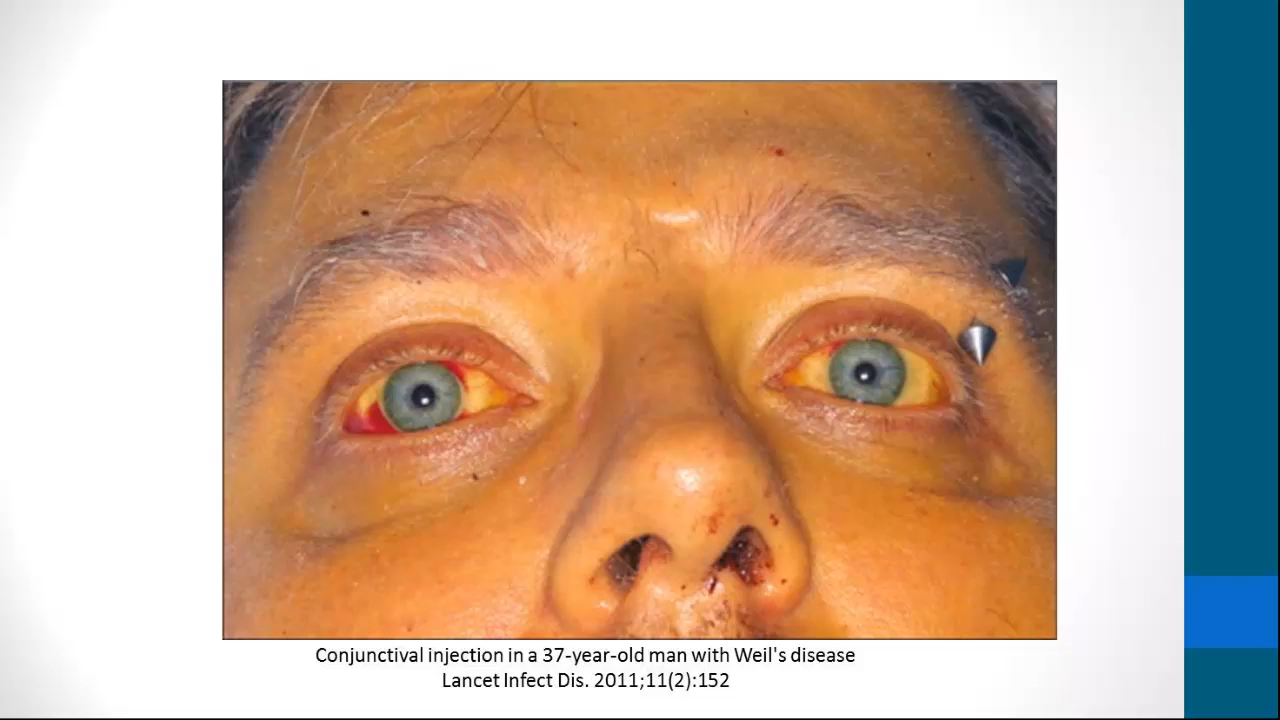 Conjunctival injection in a 37-year-old man with Weil's disease
Lancet Infect Dis. 2011;11(2):152